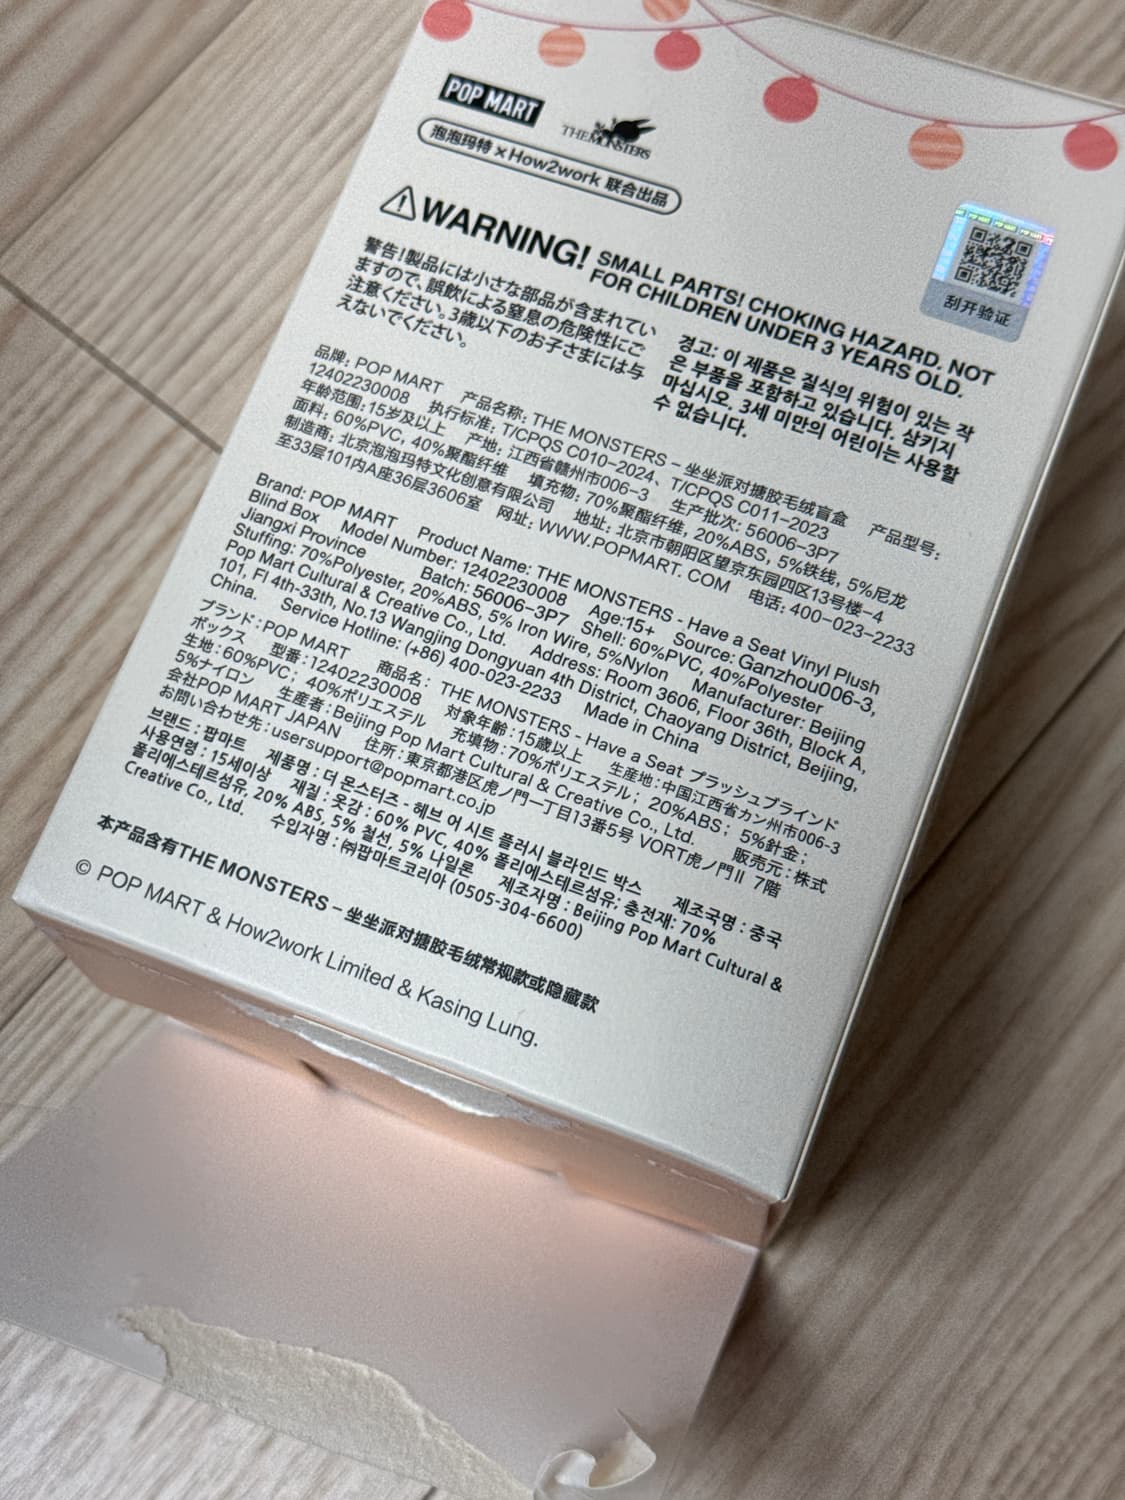 POP MART
THE MONSTERS
泡泡玛特 × How2work 联合出品
刮开验证
WARNING! SMALL PARTS! CHOKING HAZARD. NOT
FOR CHILDREN UNDER 3 YEARS OLD.
警告!製品には小さな部品が含まれてい
ますので、誤飲による窒息の危険性にご
注意ください。3歳以下のお子さまには与
えないでください。
경고: 이 제품은 질식의 위험이 있는 작
은 부품을 포함하고 있습니다. 삼키지
마십시오. 3세 미만의 어린이는 사용할
수 없습니다.
品牌: POP MART 产品名称: THE MONSTERS – 坐坐派对搪胶毛绒盲盒 产品型号:
12402230008 执行标准: T/CPQS C010-2024、T/CPQS C011-2023
年龄范围: 15岁及以上 产地: 江西省赣州市006-3 生产批次: 56006-3P7
面料: 60%PVC, 40%聚酯纤维 填充物: 70%聚酯纤维, 20%ABS, 5%铁线, 5%尼龙
制造商: 北京泡泡玛特文化创意有限公司 地址: 北京市朝阳区望京东园四区13号楼-4
至33层101内A座36层3606室 网址: WWW.POPMART. COM 电话: 400-023-2233
Brand: POP MART Product Name: THE MONSTERS - Have a Seat Vinyl Plush
Blind Box Model Number: 12402230008 Age:15+ Source: Ganzhou006-3,
Jiangxi Province Batch: 56006-3P7 Shell: 60%PVC, 40%Polyester
Stuffing: 70%Polyester, 20%ABS, 5% Iron Wire, 5%Nylon Manufacturer: Beijing
Pop Mart Cultural & Creative Co., Ltd. Address: Room 3606, Floor 36th, Block A,
101, Fl 4th-33th, No.13 Wangjing Dongyuan 4th District, Chaoyang District, Beijing,
China. Service Hotline: (+86) 400-023-2233 Made in China
ブランド : POP MART 商品名 : THE MONSTERS - Have a Seat プラッシュブラインド
ボックス 型番 : 12402230008 対象年齢 : 15歳以上 生産地 : 中国江西省カン州市006-3
生地 : 60%PVC ; 40%ポリエステル 充填物 : 70%ポリエステル ; 20%ABS ; 5%針金 ;
5%ナイロン 生産者 : Beijing Pop Mart Cultural & Creative Co., Ltd. 販売元 : 株式
会社POP MART JAPAN 住所 : 東京都港区虎ノ門一丁目13番5号 VORT虎ノ門II 7階
お問い合わせ先 : usersupport@popmart.co.jp
브랜드 : 팝마트 제품명 : 더 몬스터즈 - 헤브 어 시트 플러시 블라인드 박스 제조국명 : 중국
사용연령 : 15세이상 재질 : 옷감 : 60% PVC, 40% 폴리에스테르섬유; 충전재: 70%
폴리에스테르섬유, 20% ABS, 5% 철선, 5% 나일론 제조자명 : Beijing Pop Mart Cultural &
Creative Co., Ltd. 수입자명 : ㈜팝마트코리아 (0505-304-6600)
本产品含有THE MONSTERS – 坐坐派对搪胶毛绒常规款或隐藏款
© POP MART & How2work Limited & Kasing Lung.